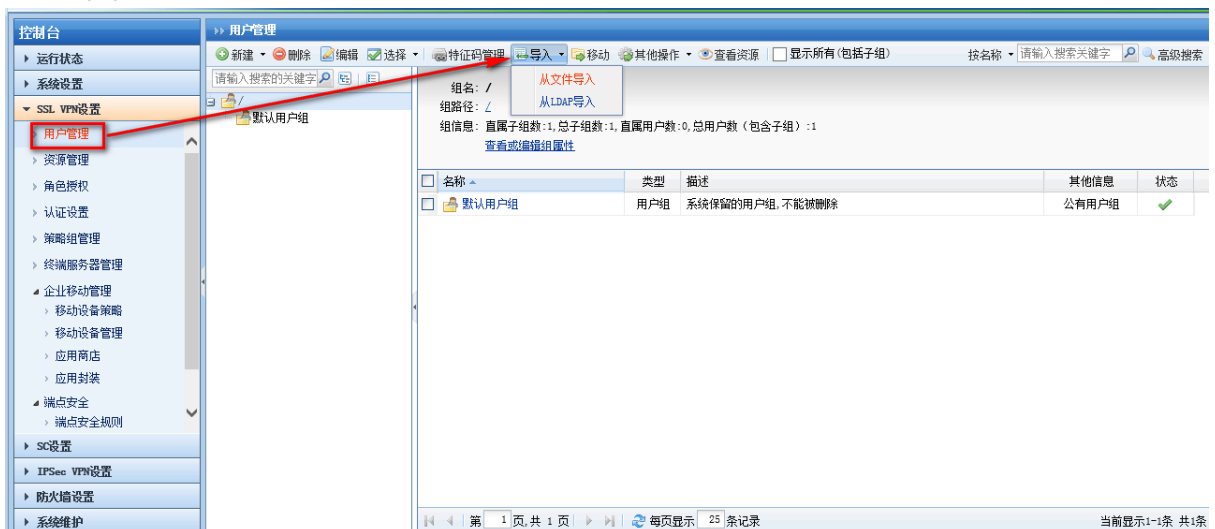 控制台
运行状态
系统设置
SSL VPN设置
用户管理
资源管理
角色授权
认证设置
策略组管理
终端服务器管理
企业移动管理
移动设备策略
移动设备管理
应用商店
应用封装
端点安全
端点安全规则
SC设置
IPSec VPN设置
防火墙设置
系统维护
用户管理
新建 删除 编辑 选择 特征码管理 导入 移动 其他操作 查看资源 显示所有(包括子组) 按名称 请输入搜索关键字 高级搜索
从文件导入
从LDAP导入
请输入搜索的关键字
/
默认用户组
组名: /
组路径: /
组信息: 直属子组数:1,总子组数:1,直属用户数:0,总用户数(包含子组):1
查看或编辑组属性
名称 类型 描述 其他信息 状态
默认用户组 用户组 系统保留的用户组,不能被删除 公有用户组
第 1 页,共 1 页 每页显示 25 条记录 当前显示1-1条 共1条